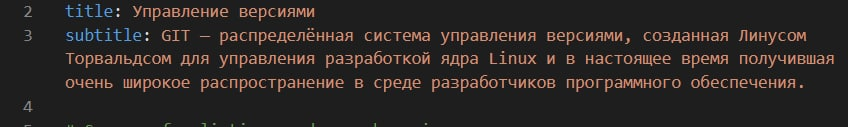 2 title: Управление версиями
3 subtitle: GIT — распределённая система управления версиями, созданная Линусом
Торвальдсом для управления разработкой ядра Linux и в настоящее время получившая
очень широкое распространение в среде разработчиков программного обеспечения.
4